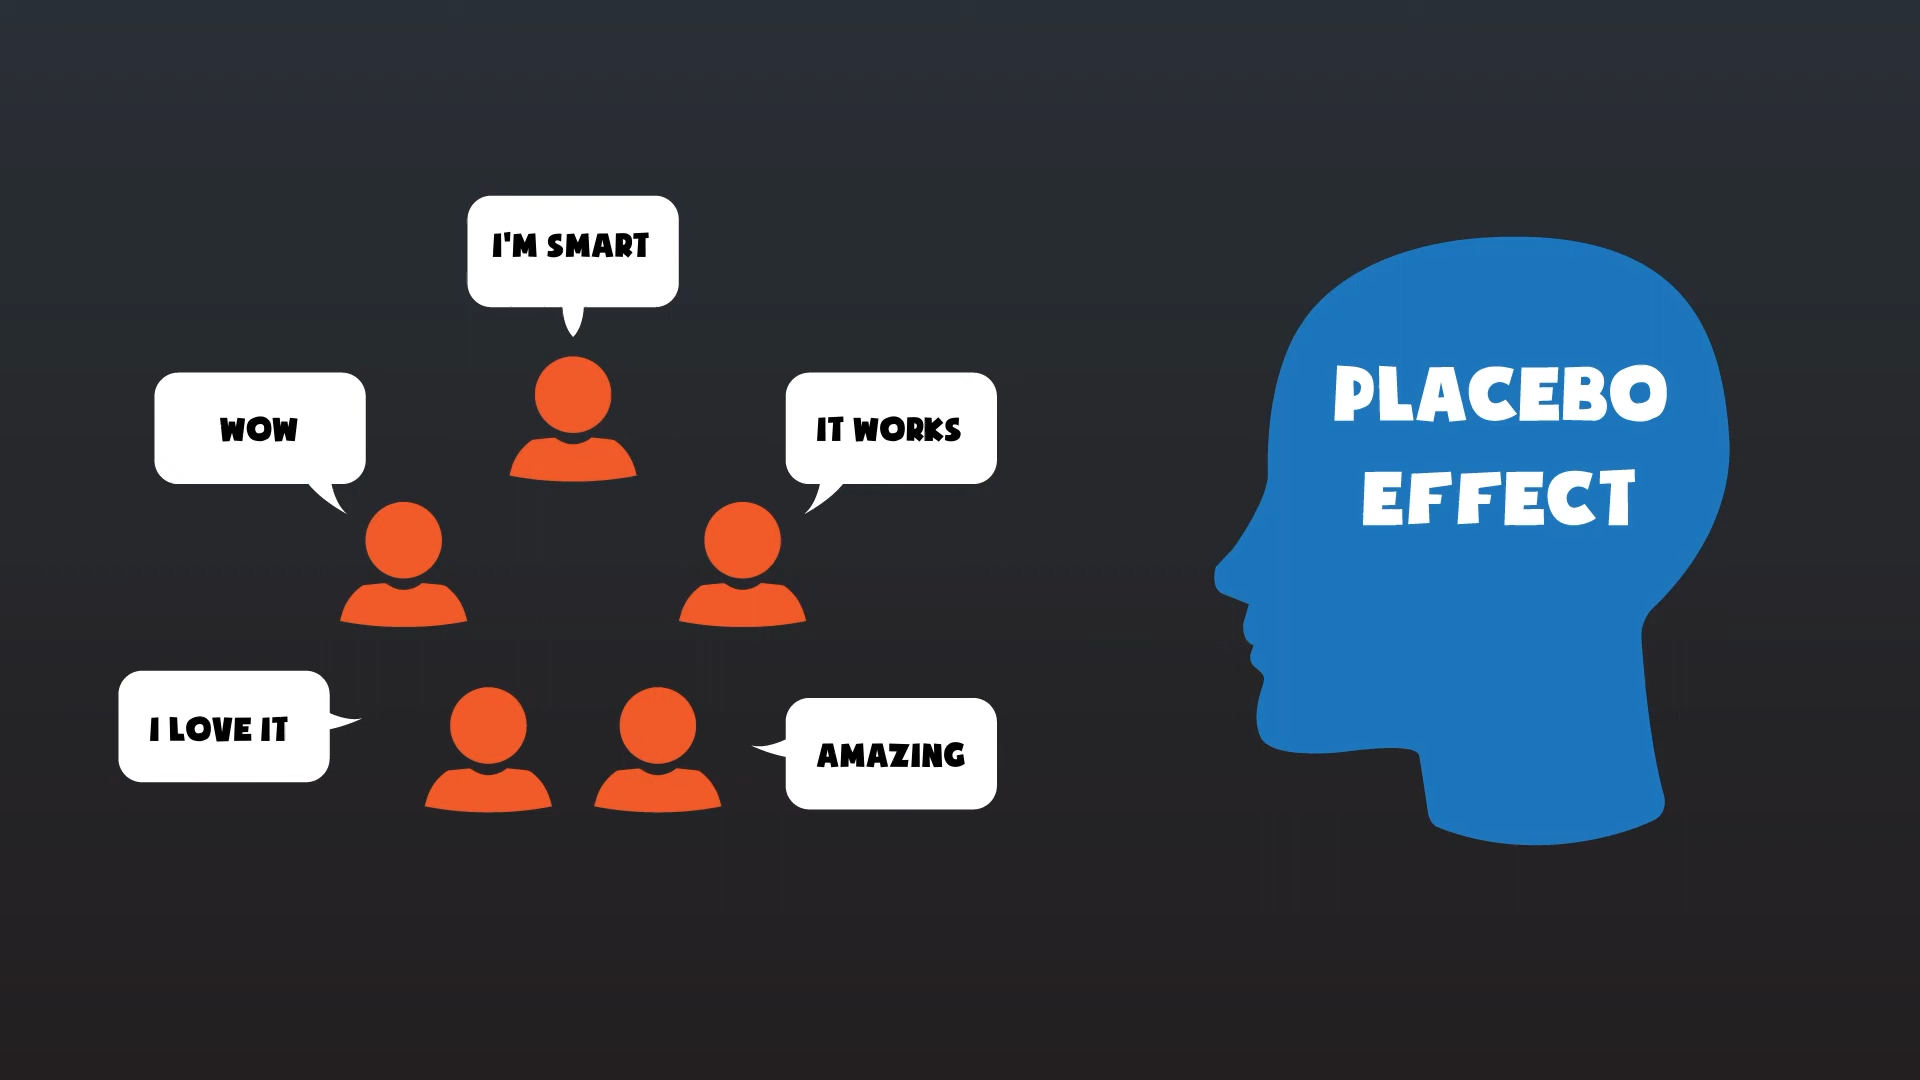 I'M SMART
WOW
IT WORKS
I LOVE IT
AMAZING
PLACEBO
EFFECT